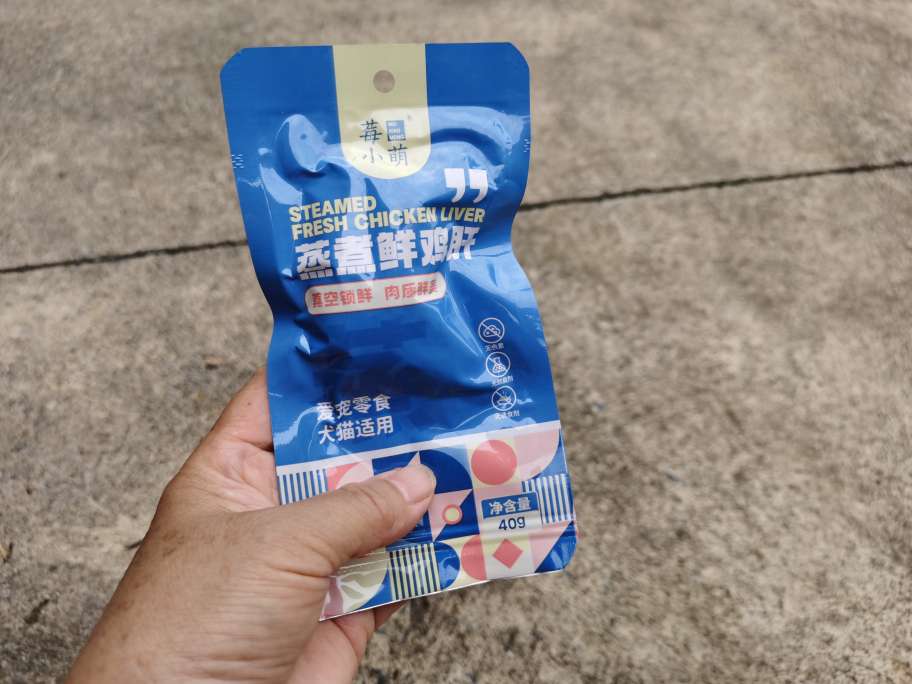 莓
小萌
STEAMED
FRESH CHICKEN LIVER
蒸煮鲜鸡肝
真空锁鲜 肉质鲜美
爱宠零食
犬猫适用
净含量
40g